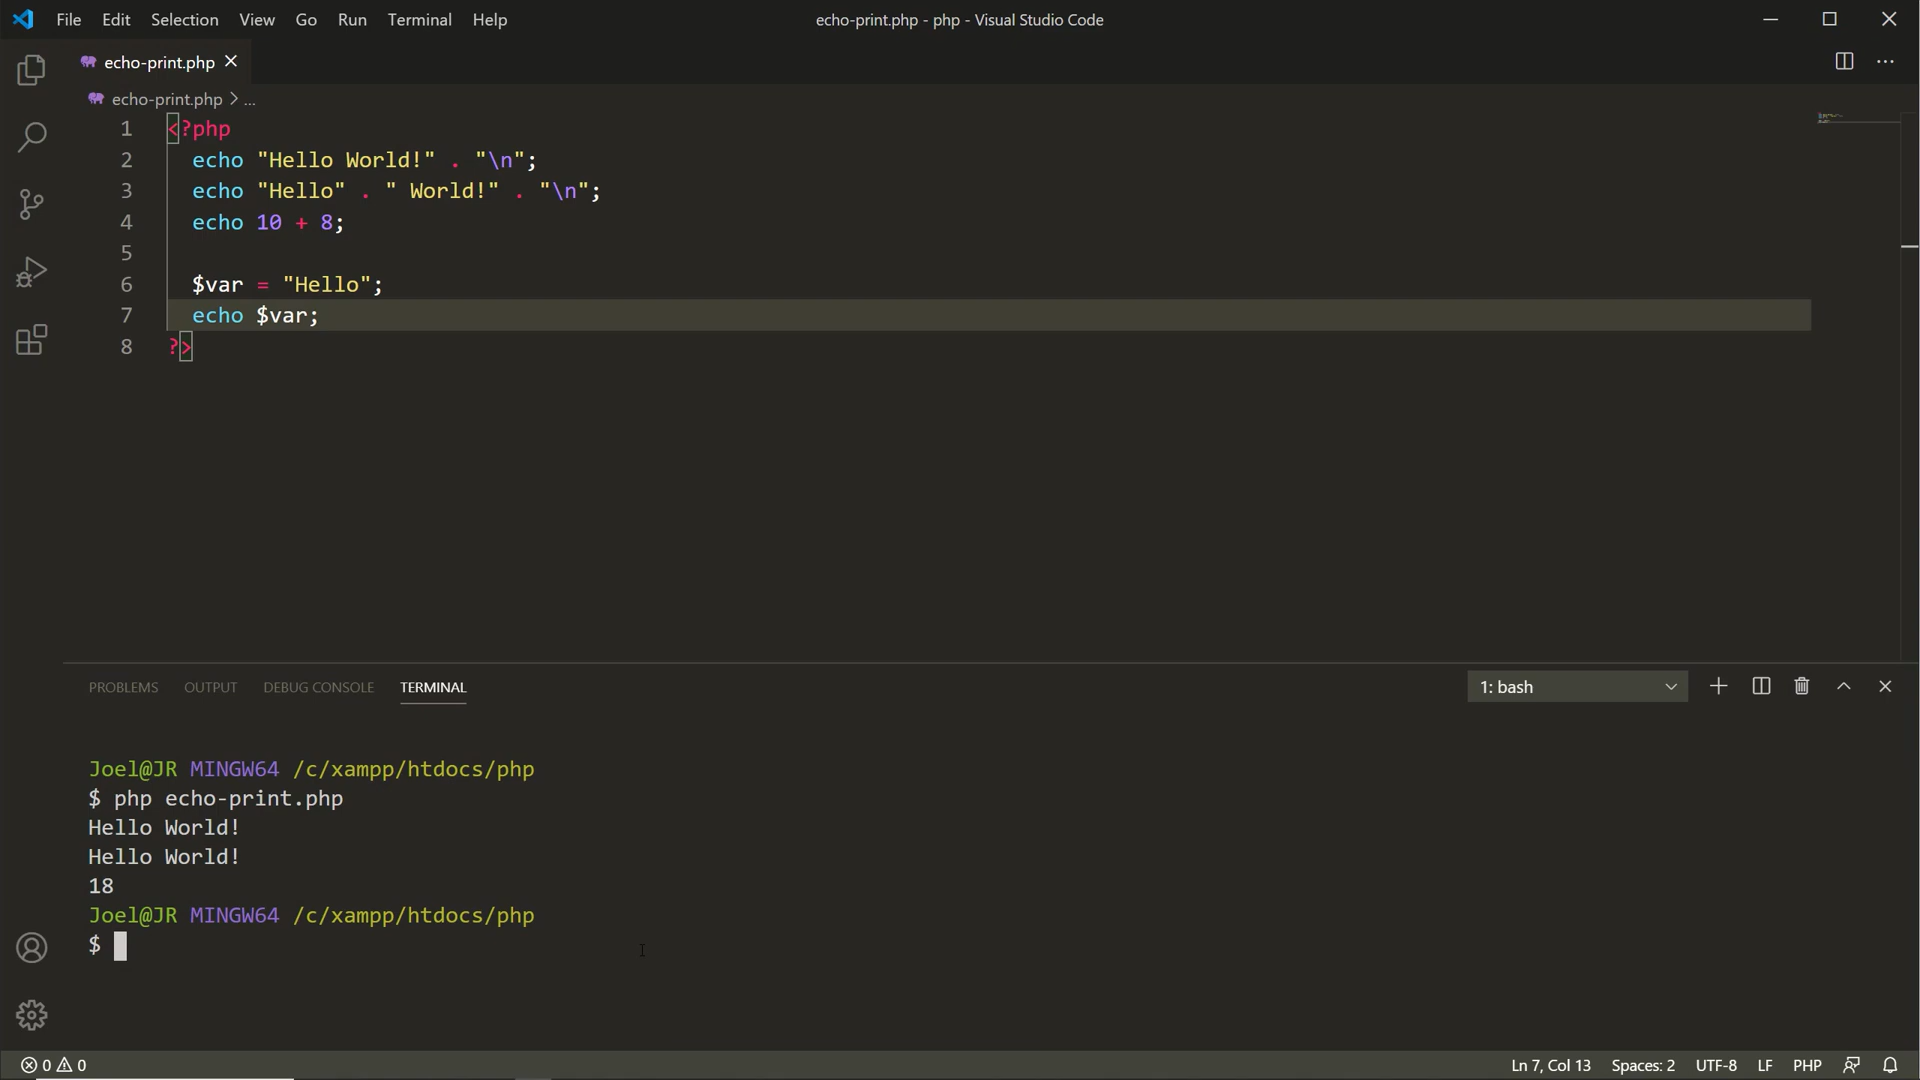 File Edit Selection View Go Run Terminal Help echo-print.php - php - Visual Studio Code
echo-print.php
echo-print.php > ...
1 <?php
2 echo "Hello World!" . "\n";
3 echo "Hello" . " World!" . "\n";
4 echo 10 + 8;
5
6 $var = "Hello";
7 echo $var;
8 ?>
PROBLEMS OUTPUT DEBUG CONSOLE TERMINAL 1: bash
Joel@JR MINGW64 /c/xampp/htdocs/php
$ php echo-print.php
Hello World!
Hello World!
18
Joel@JR MINGW64 /c/xampp/htdocs/php
$
0 0 Ln 7, Col 13 Spaces: 2 UTF-8 LF PHP